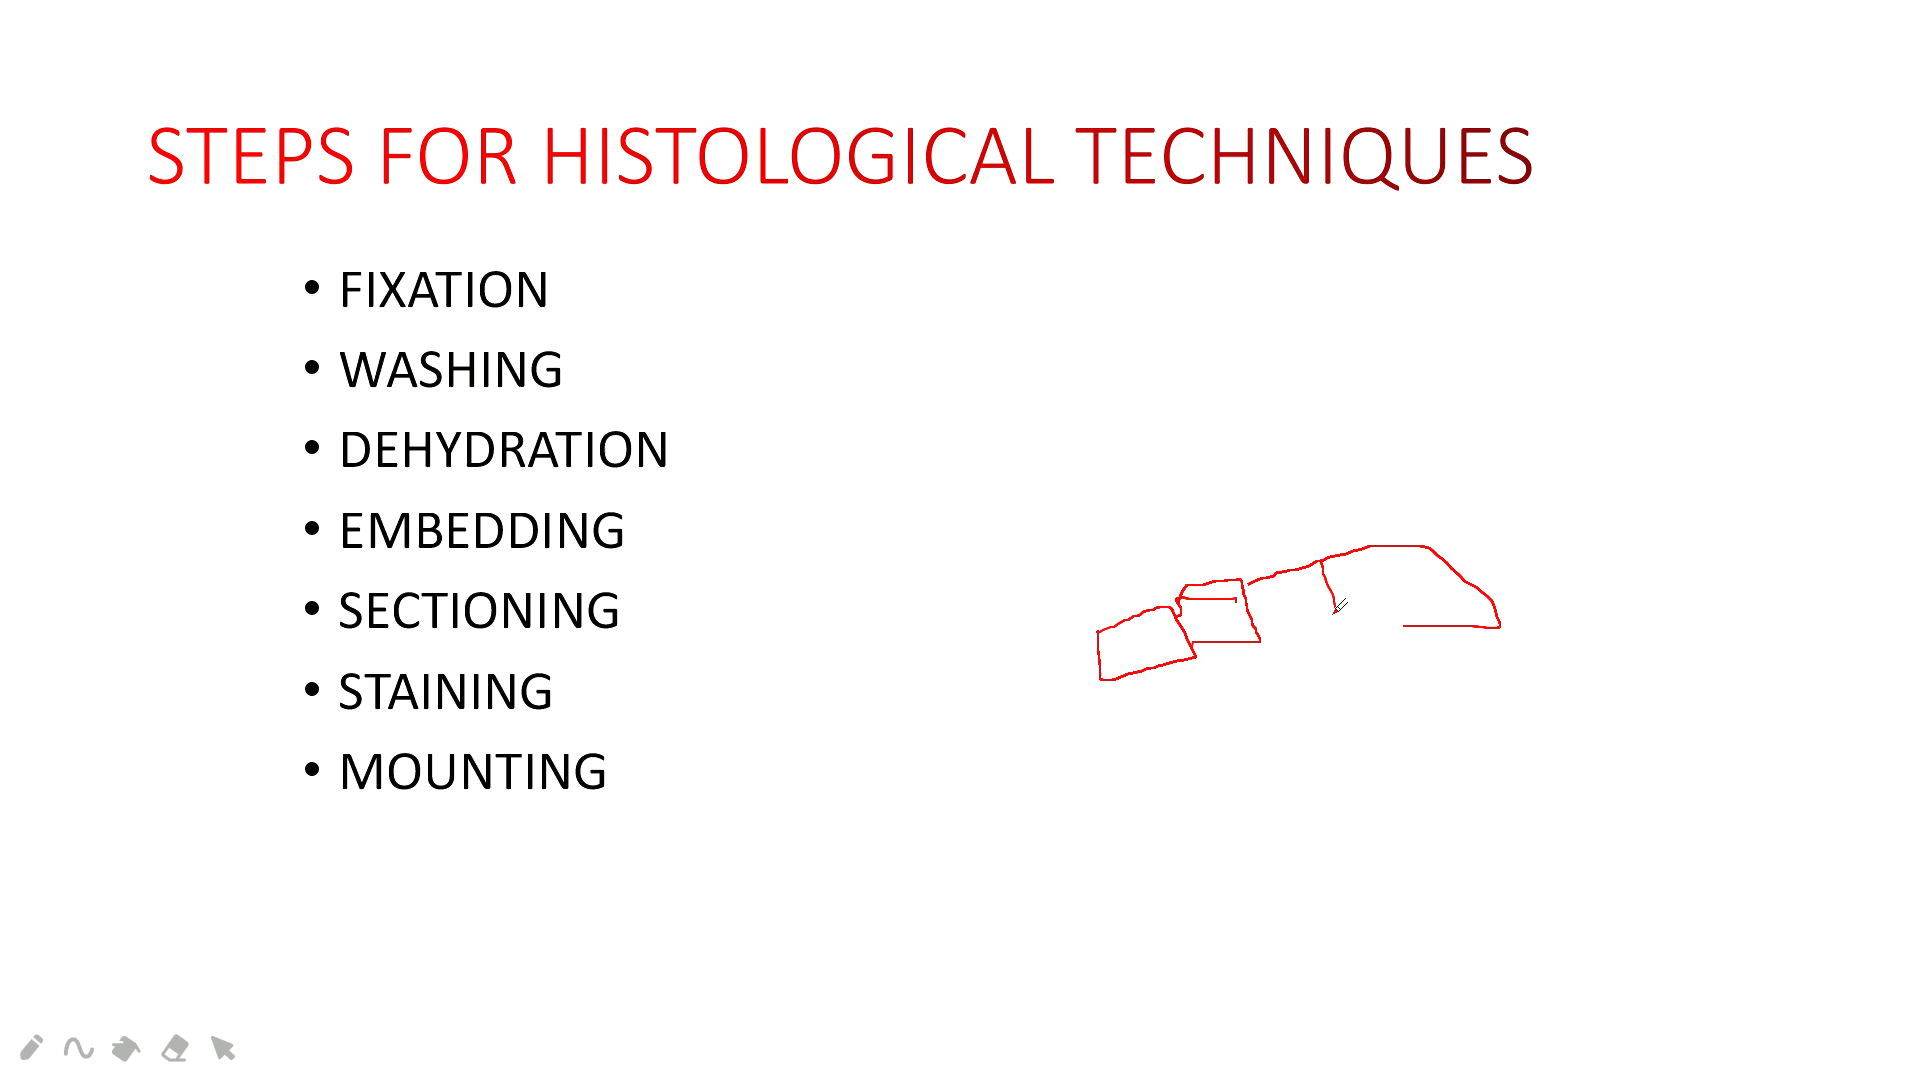 STEPS FOR HISTOLOGICAL TECHNIQUES
• FIXATION
• WASHING
• DEHYDRATION
• EMBEDDING
• SECTIONING
• STAINING
• MOUNTING